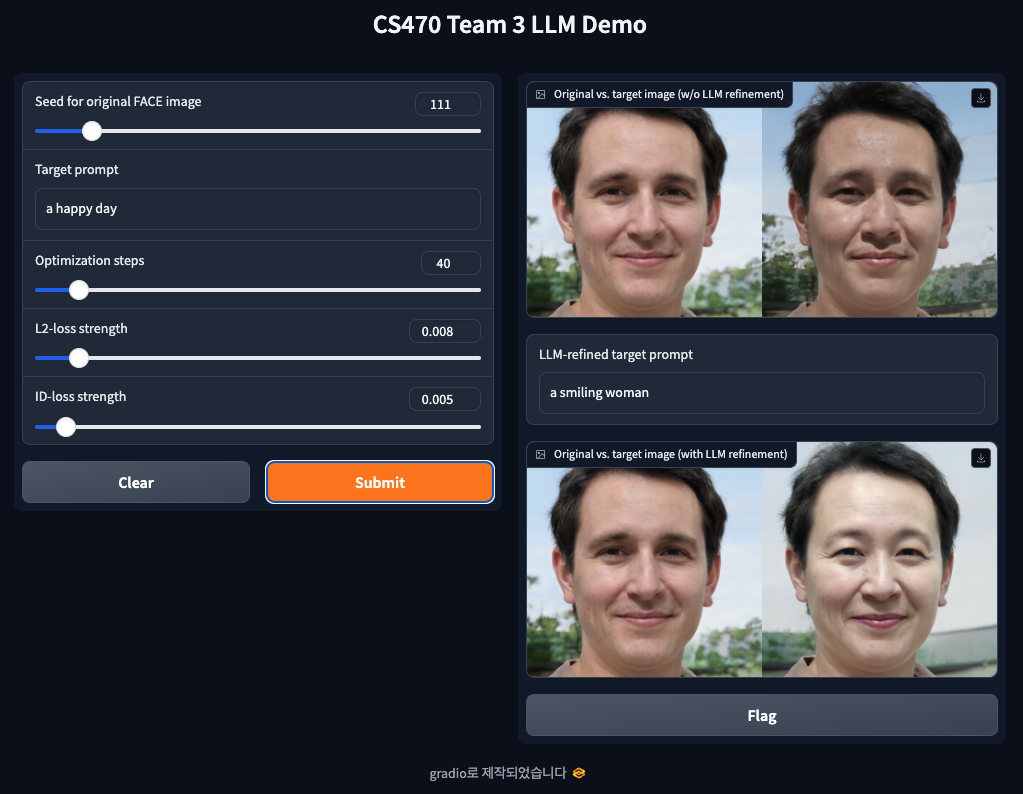 CS470 Team 3 LLM Demo
Seed for original FACE image
111
Target prompt
a happy day
Optimization steps
40
L2-loss strength
0.008
ID-loss strength
0.005
Clear
Submit
Original vs. target image (w/o LLM refinement)
LLM-refined target prompt
a smiling woman
Original vs. target image (with LLM refinement)
Flag
gradio로 제작되었습니다